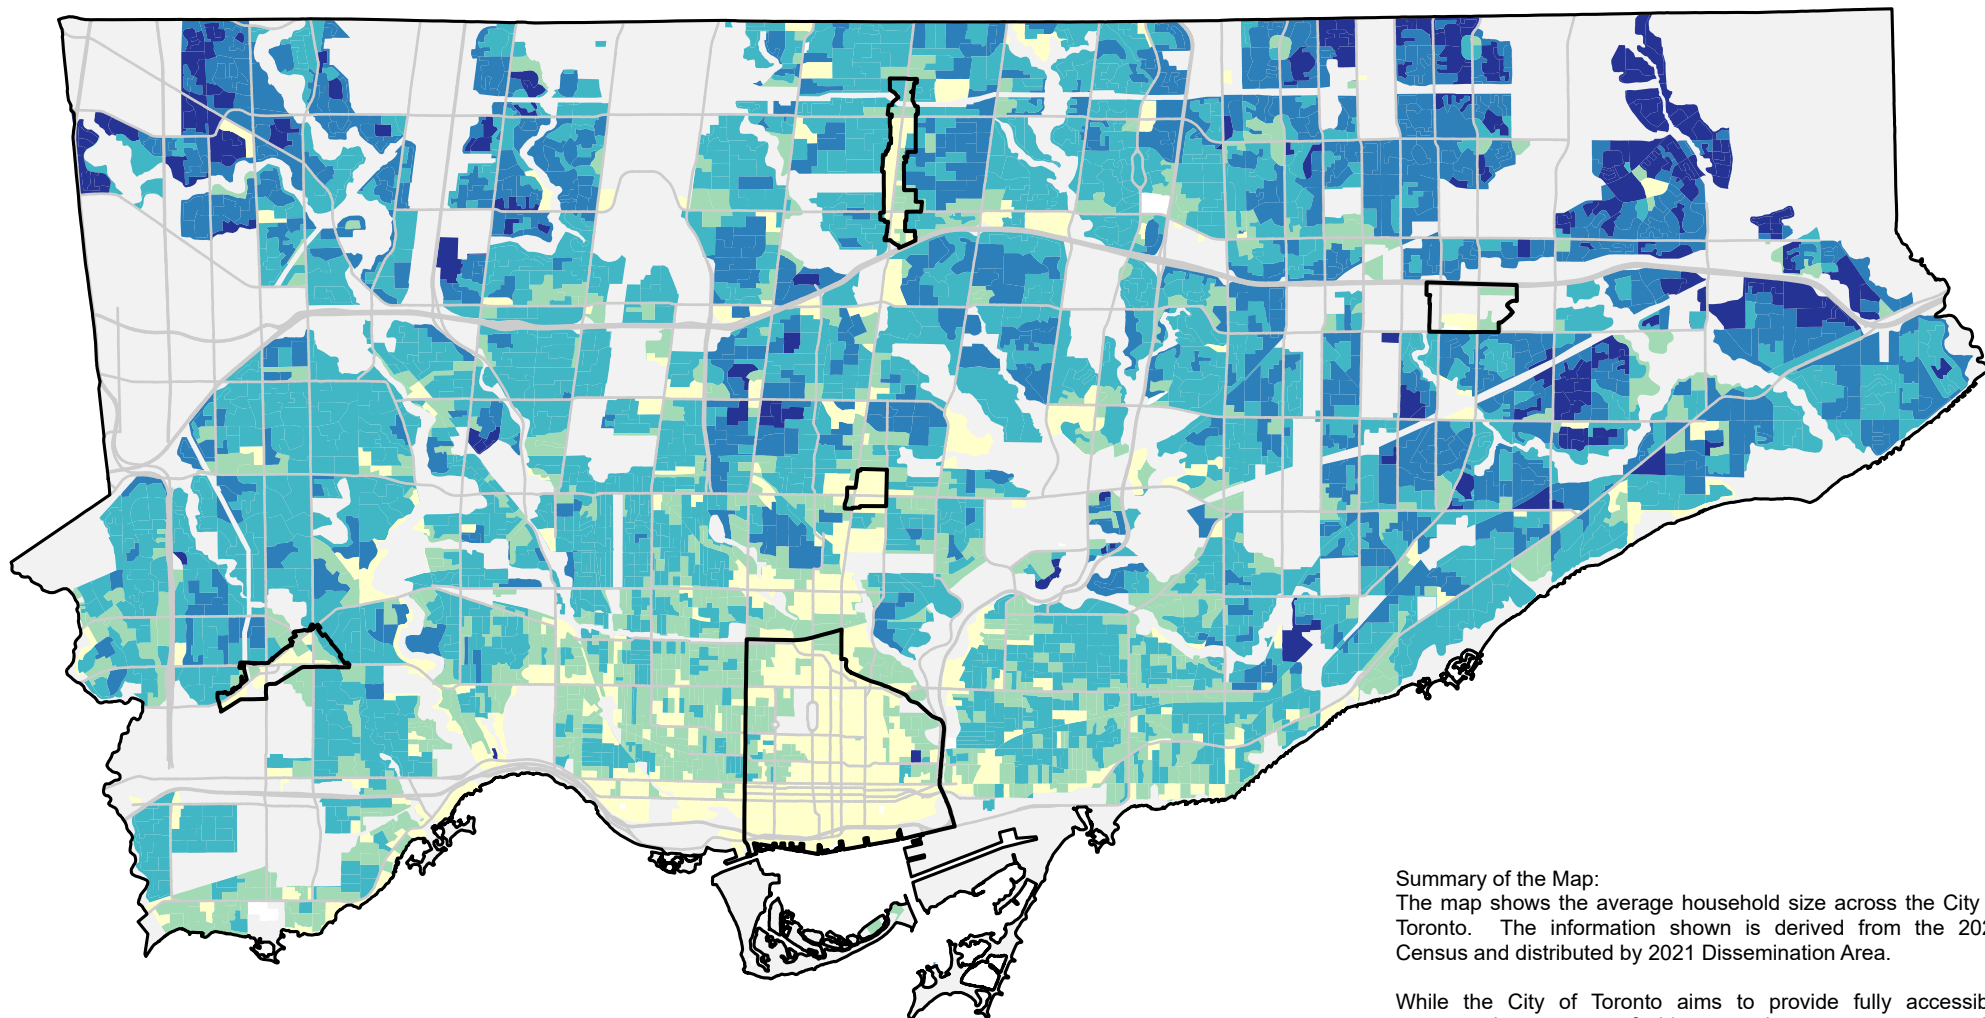 Summary of the Map:
The map shows the average household size across the City
Toronto. The information shown is derived from the
Census and distributed by 2021 Dissemination Area.
While the City of Toronto aims to provide fully